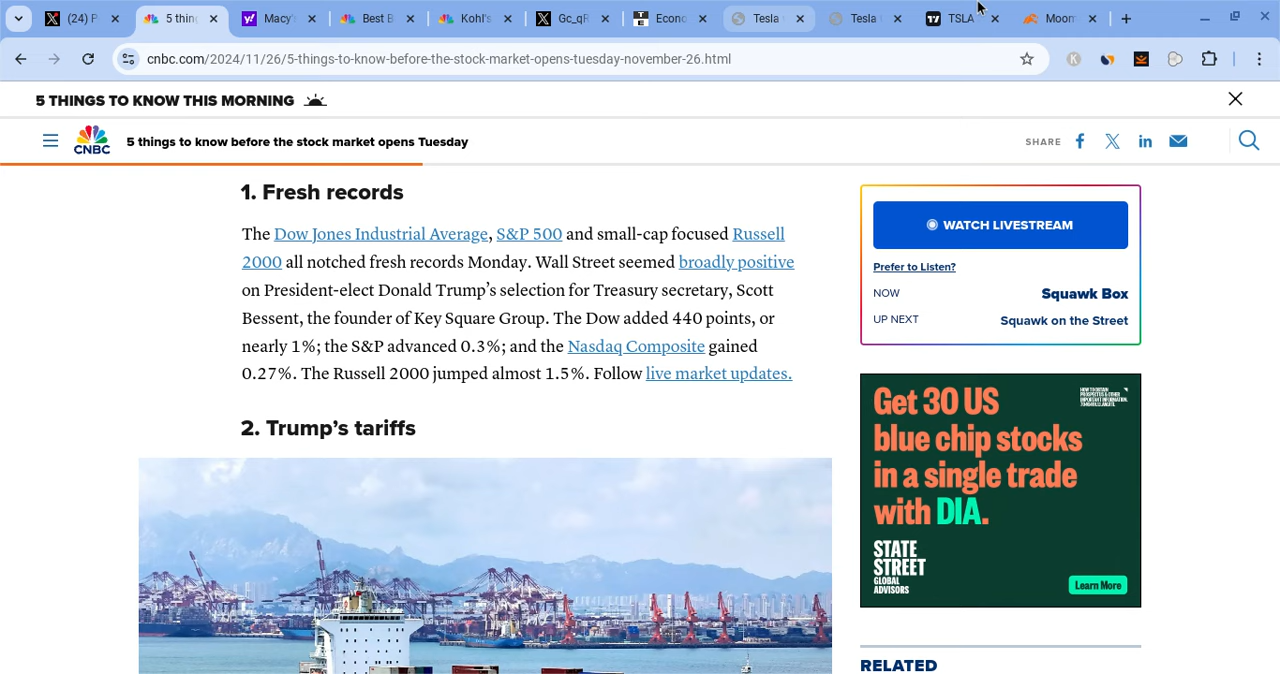 (24) P
5 thing
Macy'
Best B
Kohl's
Gc_qF
Econo
Tesla
Tesla
TSLA
Moom
cnbc.com/2024/11/26/5-things-to-know-before-the-stock-market-opens-tuesday-november-26.html
5 THINGS TO KNOW THIS MORNING
CNBC
5 things to know before the stock market opens Tuesday
SHARE
1. Fresh records
The Dow Jones Industrial Average, S&P 500 and small-cap focused Russell
2000 all notched fresh records Monday. Wall Street seemed broadly positive
on President-elect Donald Trump’s selection for Treasury secretary, Scott
Bessent, the founder of Key Square Group. The Dow added 440 points, or
nearly 1%; the S&P advanced 0.3%; and the Nasdaq Composite gained
0.27%. The Russell 2000 jumped almost 1.5%. Follow live market updates.
2. Trump’s tariffs
WATCH LIVESTREAM
Prefer to Listen?
NOW
Squawk Box
UP NEXT
Squawk on the Street
Get 30 US
blue chip stocks
in a single trade
with DIA.
STATE
STREET
GLOBAL
ADVISORS
Learn More
RELATED